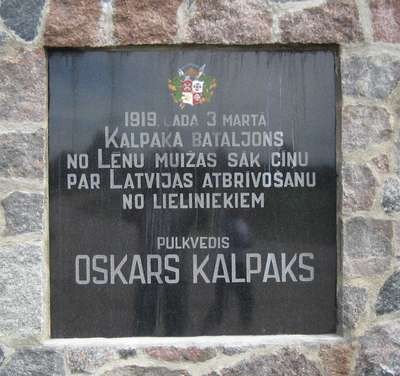 1919. GADA 3 MARTĀ
KALPAKA BATALJONS
NO LĒNU MUIŽAS SĀK CĪŅU
PAR LATVIJAS ATBRĪVOŠANU
NO LIELINIEKIEM
PULKVEDIS
OSKARS KALPAKS